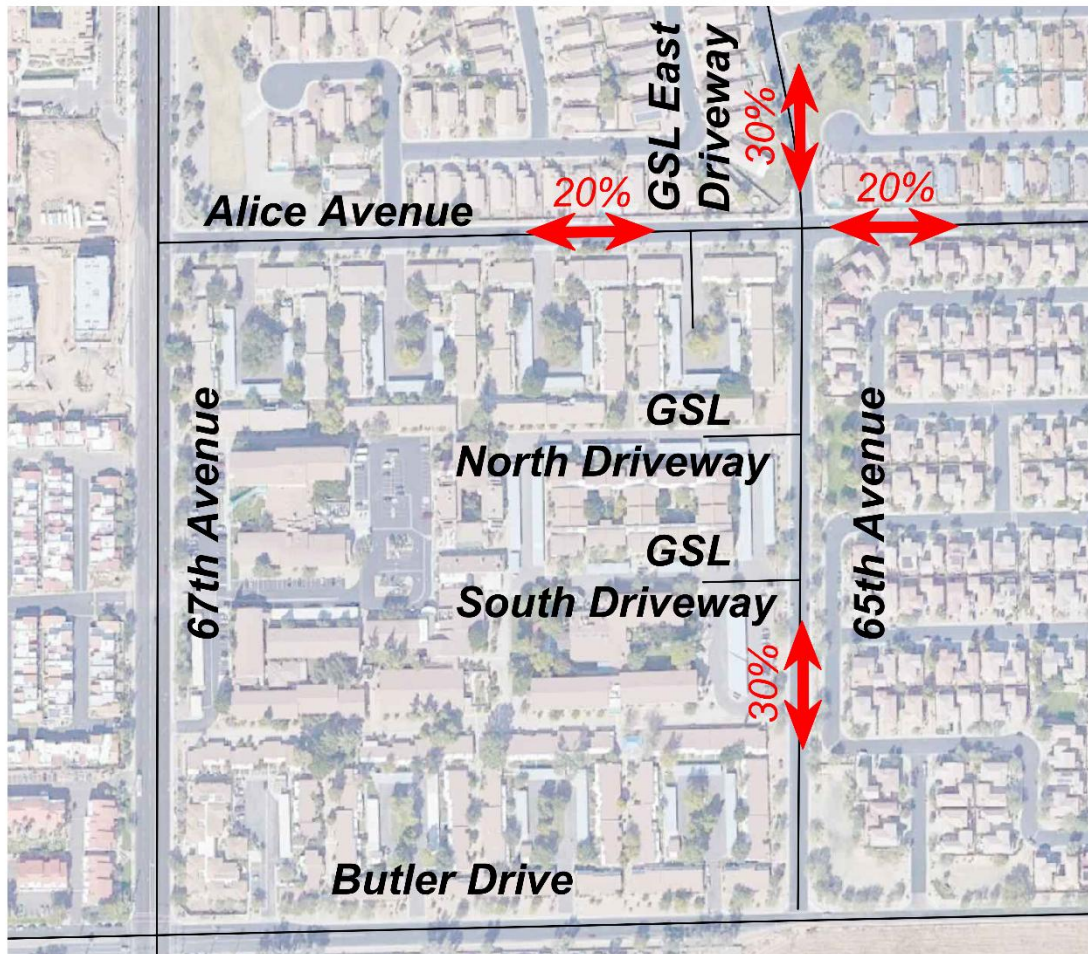 GSL East
Driveway
30%
20%
20%
Alice Avenue
GSL
North Driveway
67th Avenue
65th Avenue
GSL
South Driveway
30%
Butler Drive